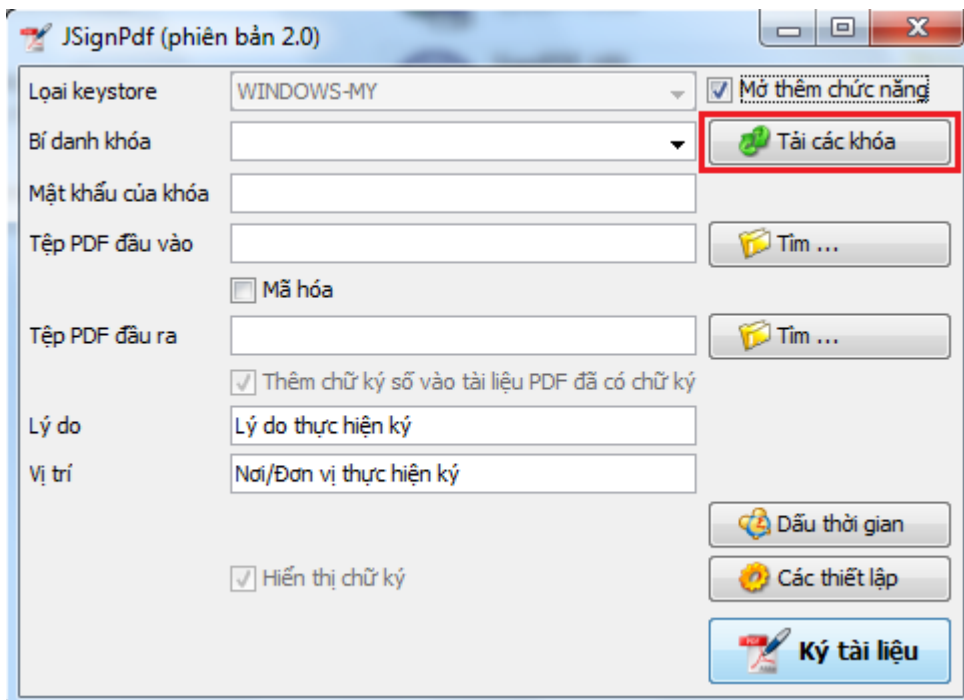 JSignPdf (phiên bản 2.0)
Lọai keystore WINDOWS-MY Mở thêm chức năng
Bí danh khóa Tải các khóa
Mật khẩu của khóa
Tệp PDF đầu vào Tìm ...
Mã hóa
Tệp PDF đầu ra Tìm ...
Thêm chữ ký số vào tài liệu PDF đã có chữ ký
Lý do Lý do thực hiện ký
Vị trí Nơi/Đơn vị thực hiện ký
Dấu thời gian
Hiển thị chữ ký Các thiết lập
Ký tài liệu